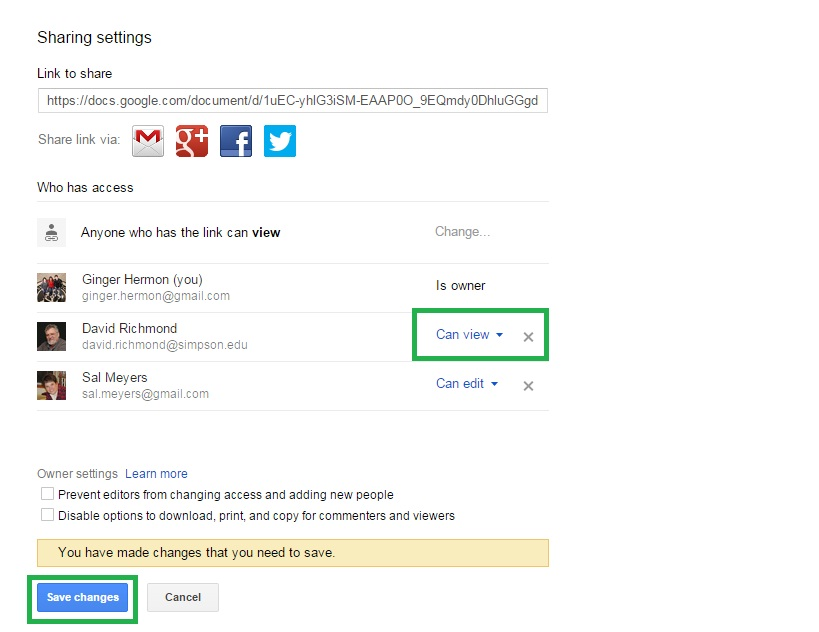 Sharing settings
Link to share
https://docs.google.com/document/d/1uEC-yhlG3iSM-EAAP0O_9EQmdy0DhluGGgd
Share link via:
Who has access
Anyone who has the link can view Change...
Ginger Hermon (you)
ginger.hermon@gmail.com
Is owner
David Richmond
david.richmond@simpson.edu
Can view
Sal Meyers
sal.meyers@gmail.com
Can edit
Owner settings Learn more
Prevent editors from changing access and adding new people
Disable options to download, print, and copy for commenters and viewers
You have made changes that you need to save.
Save changes Cancel